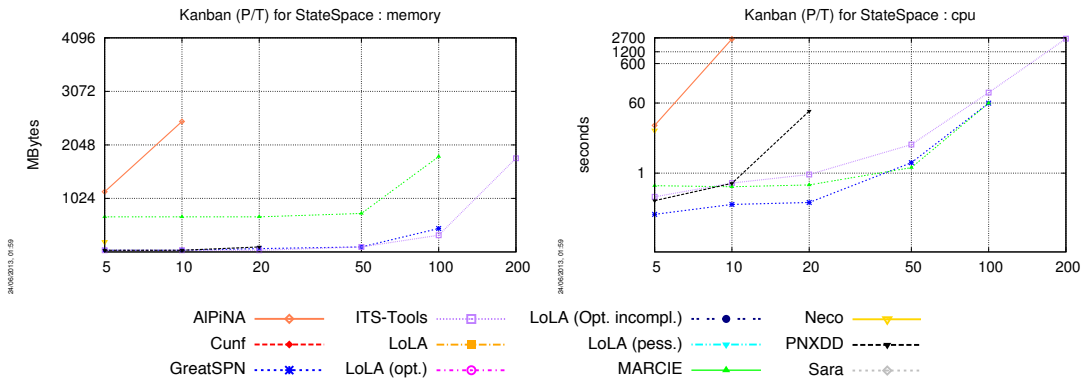 Kanban (P/T) for StateSpace : memory
4096
3072
2048
1024
MBytes
5 10 20 50 100 200
24/06/2013, 01:59
Kanban (P/T) for StateSpace : cpu
2700
1200
600
60
1
seconds
5 10 20 50 100 200
24/06/2013, 01:59
AlPiNA ITS-Tools LoLA (Opt. incompl.) Neco
Cunf LoLA LoLA (pess.) PNXDD
GreatSPN LoLA (opt.) MARCIE Sara